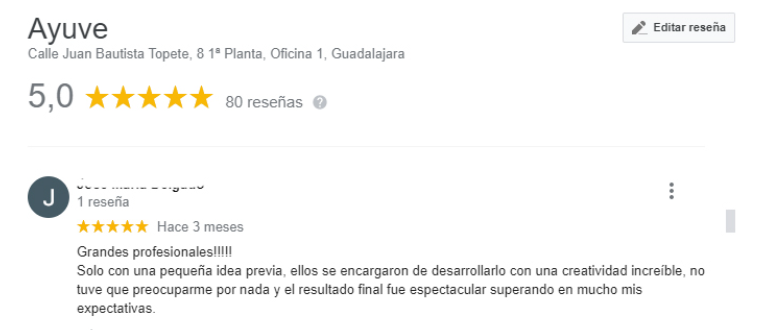 Ayuve
Editar reseña
Calle Juan Bautista Topete, 8 1ª Planta, Oficina 1, Guadalajara
5,0 80 reseñas ?
J
1 reseña
Hace 3 meses
Grandes profesionales!!!!!
Solo con una pequeña idea previa, ellos se encargaron de desarrollarlo con una creatividad increíble, no
tuve que preocuparme por nada y el resultado final fue espectacular superando en mucho mis
expectativas.